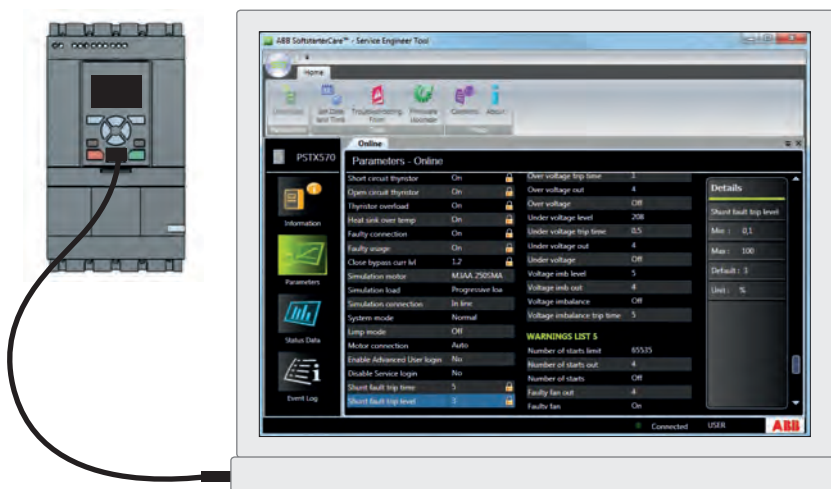 ABB SoftstarterCare™ - Service Engineer Tool
Home
Set Date and Time
Troubleshooting
Firmware
Comment
About
Online
PSTX570
Parameters - Online
Information
Parameters
Status Data
Event Log
Short circuit thyristor On
Open circuit thyristor On
Thyristor overload On
Heat sink over temp On
Faulty connection On
Faulty usage On
Close bypass curr lvl 1.2
Simulation motor M3AA 250SMA
Simulation load Progressive loa
Simulation connection In line
System mode Normal
Limp mode Off
Motor connection Auto
Enable Advanced User login No
Disable Service login No
Shunt fault trip time 5
Shunt fault trip level 3
Over voltage trip time 1
Over voltage out 4
Over voltage Off
Under voltage level 208
Under voltage trip time 0,5
Under voltage out 4
Under voltage Off
Voltage imb level 5
Voltage imb out 4
Voltage imbalance Off
Voltage imbalance trip time 5
WARNINGS LIST 5
Number of starts limit 65535
Number of starts out 4
Number of starts Off
Faulty fan out 4
Faulty fan On
Details
Shunt fault trip level
Min : 0,1
Max : 100
Default : 3
Unit : %
Connected
USER
ABB